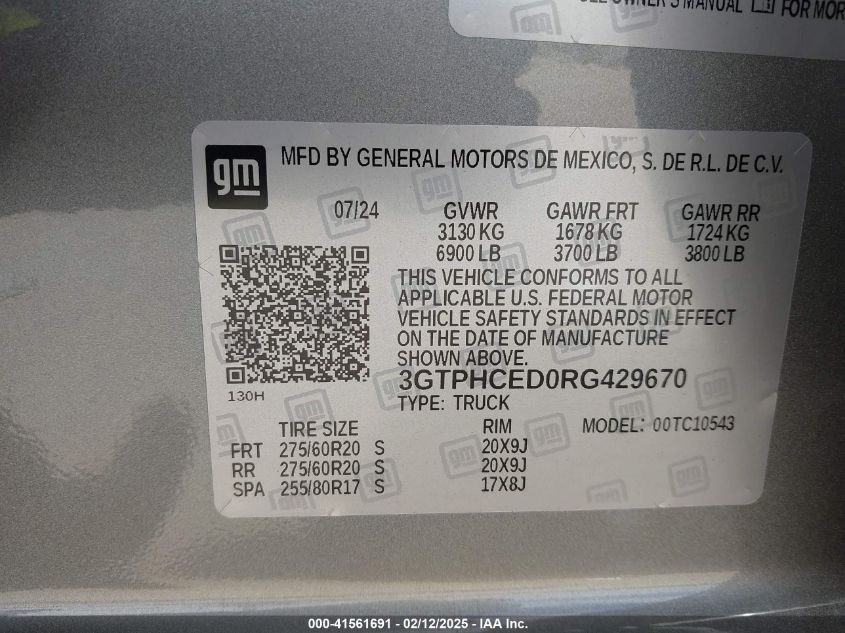 OWNER'S MANUAL FOR MOR
gm MFD BY GENERAL MOTORS DE MEXICO, S. DE R.L. DE C.V.
07/24 GVWR GAWR FRT GAWR RR
3130 KG 1678 KG 1724 KG
6900 LB 3700 LB 3800 LB
THIS VEHICLE CONFORMS TO ALL
APPLICABLE U.S. FEDERAL MOTOR
VEHICLE SAFETY STANDARDS IN EFFECT
ON THE DATE OF MANUFACTURE
SHOWN ABOVE.
3GTPHCED0RG429670
130H
TYPE: TRUCK
TIRE SIZE RIM MODEL: 00TC10543
FRT 275/60R20 S 20X9J
RR 275/60R20 S 20X9J
SPA 255/80R17 S 17X8J
000-41561691 - 02/12/2025 - IAA Inc.